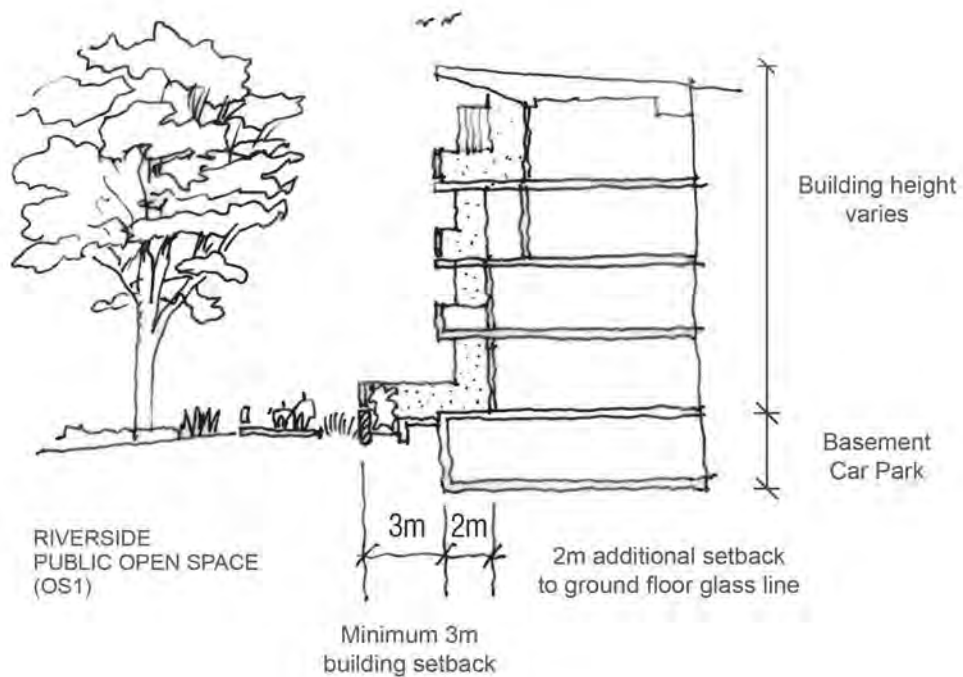 Building height
varies
Basement
Car Park
3m
2m
RIVERSIDE
PUBLIC OPEN SPACE
(OS1)
2m additional setback
to ground floor glass line
Minimum 3m
building setback